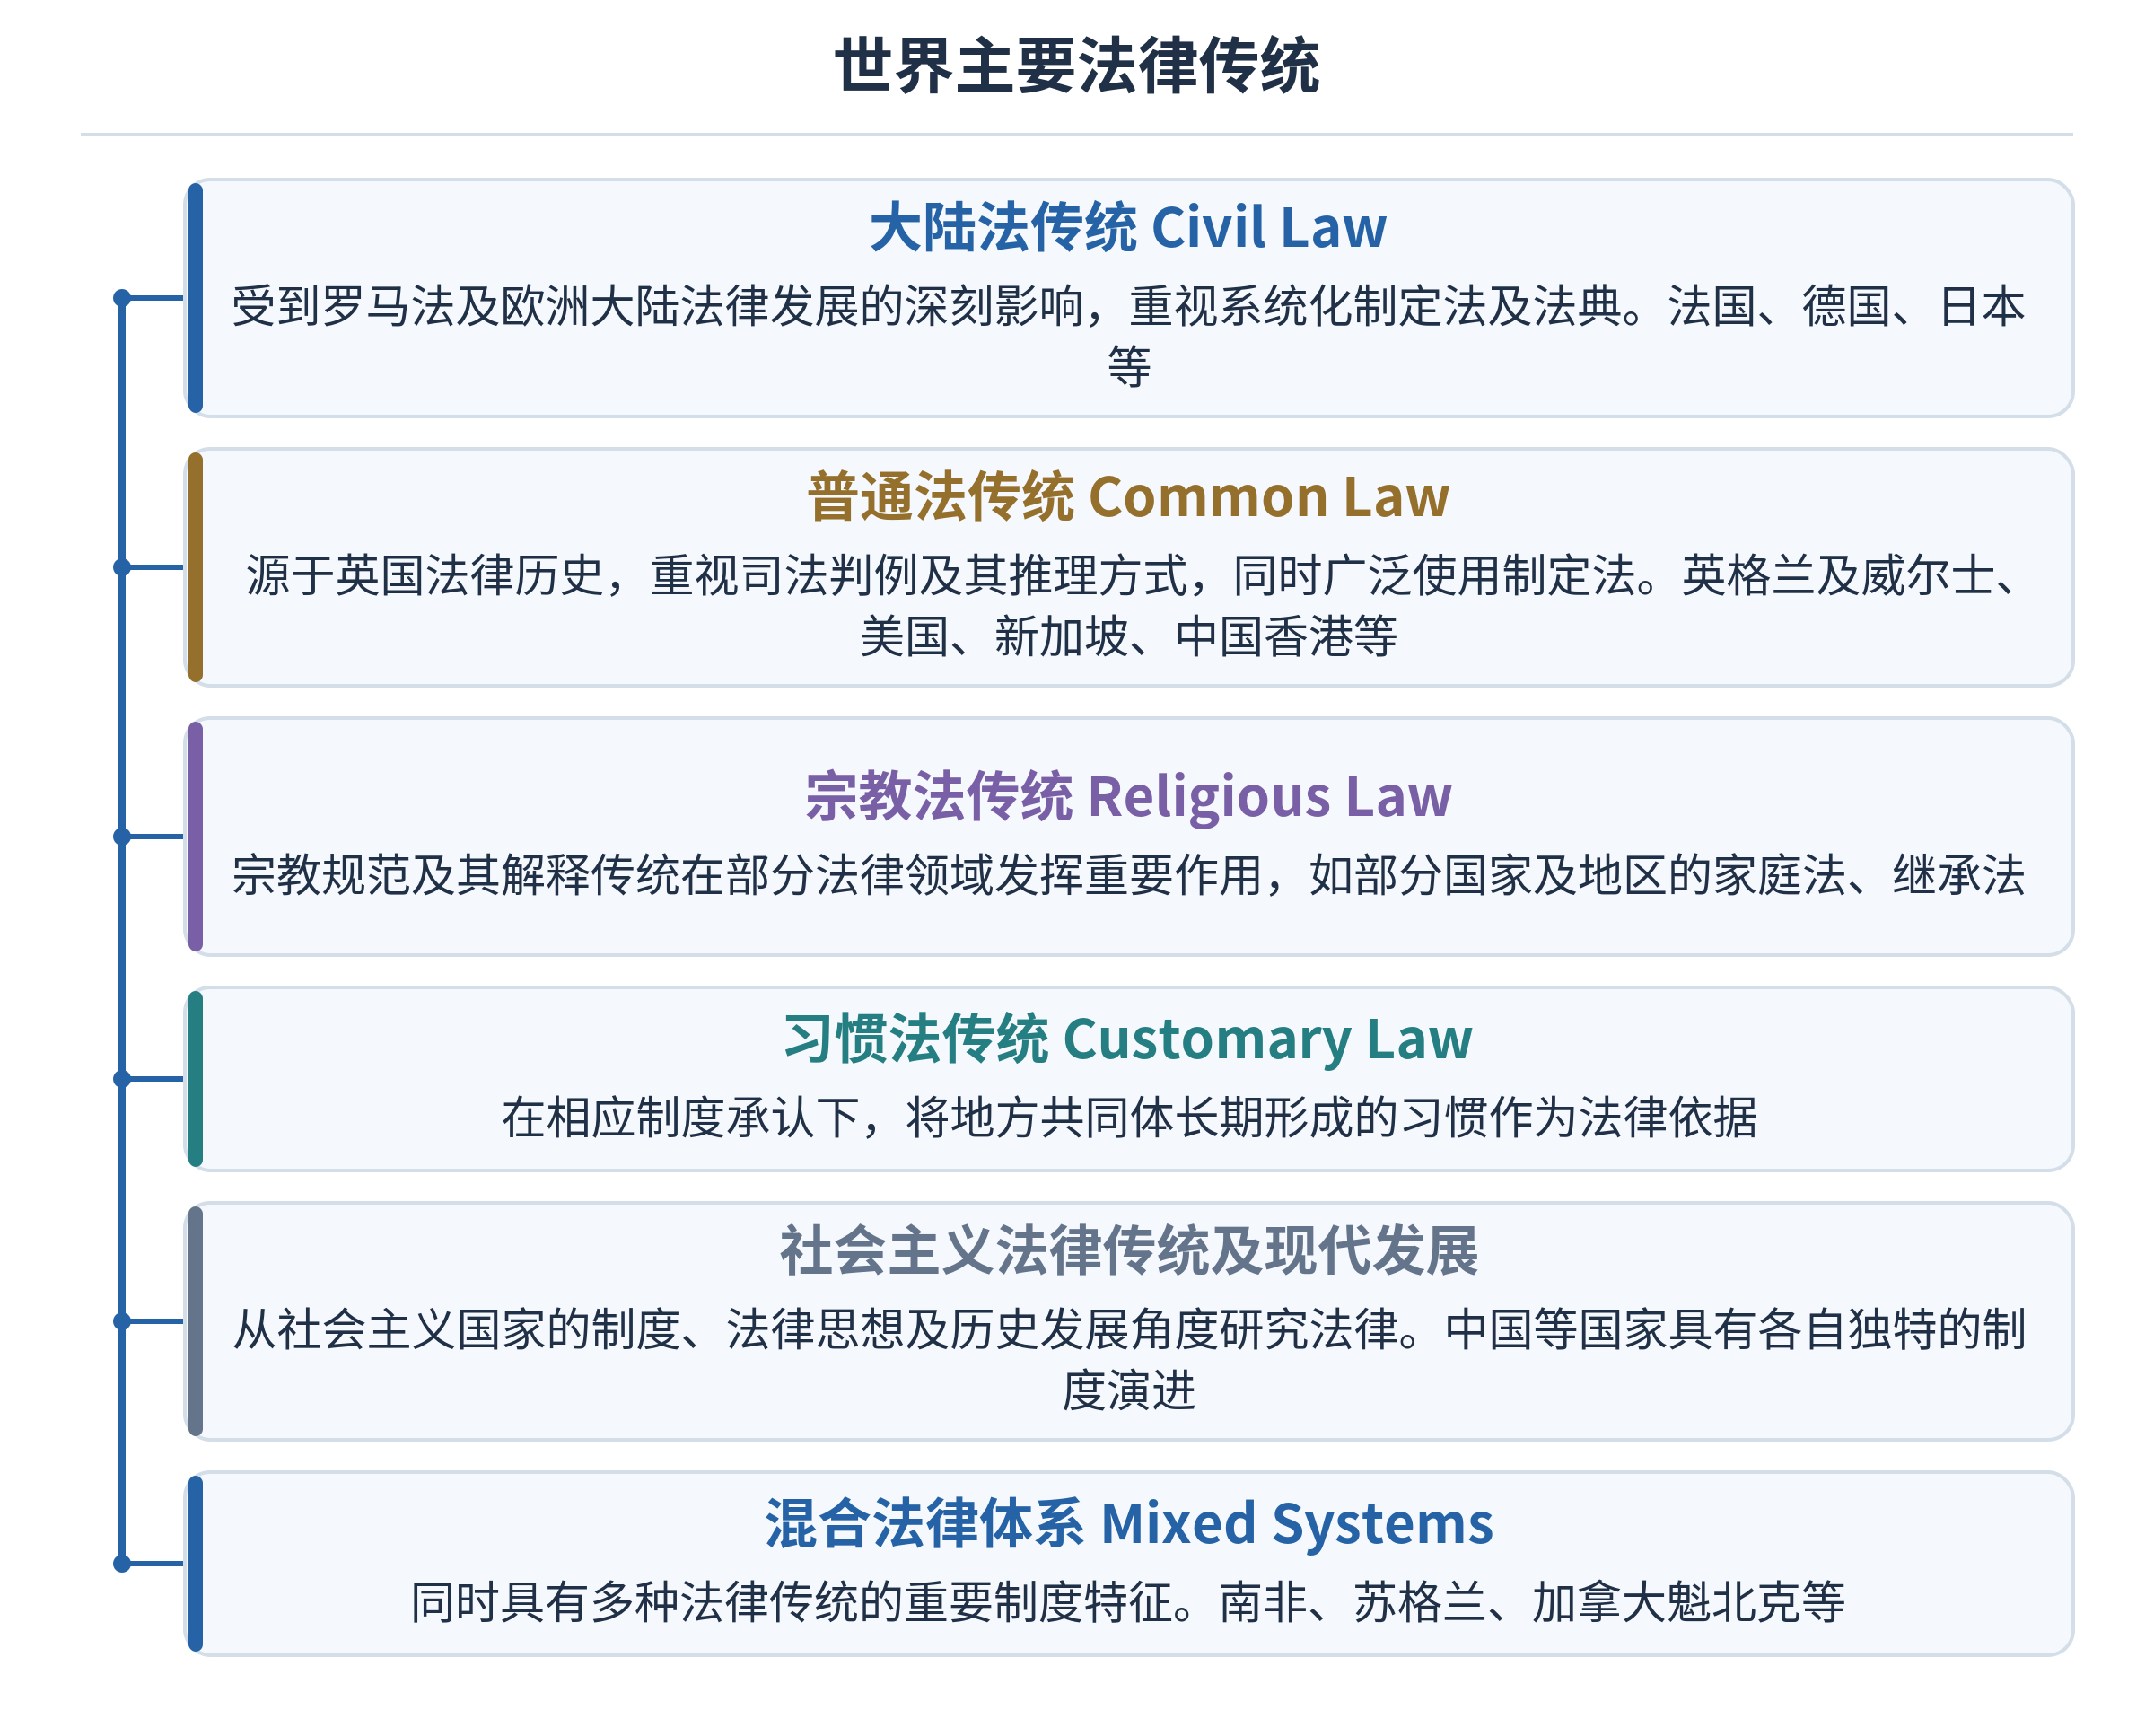 世界主要法律传统
大陆法传统 Civil Law
受到罗马法及欧洲大陆法律发展的深刻影响，重视系统化制定法及法典。法国、德国、日本
等
普通法传统 Common Law
源于英国法律历史，重视司法判例及其推理方式，同时广泛使用制定法。英格兰及威尔士、
美国、新加坡、中国香港等
宗教法传统 Religious Law
宗教规范及其解释传统在部分法律领域发挥重要作用，如部分国家及地区的家庭法、继承法
习惯法传统 Customary Law
在相应制度承认下，将地方共同体长期形成的习惯作为法律依据
社会主义法律传统及现代发展
从社会主义国家的制度、法律思想及历史发展角度研究法律。中国等国家具有各自独特的制
度演进
混合法律体系 Mixed Systems
同时具有多种法律传统的重要制度特征。南非、苏格兰、加拿大魁北克等